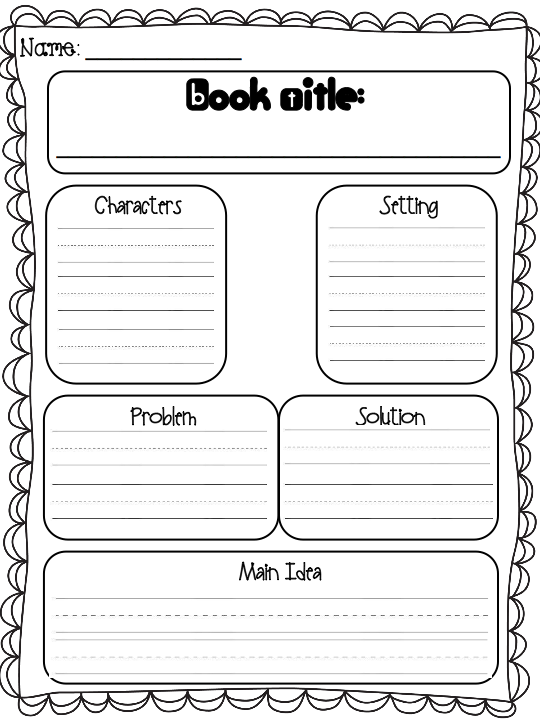 Name:
Book Title:
Characters
Setting
Problem
Solution
Main Idea